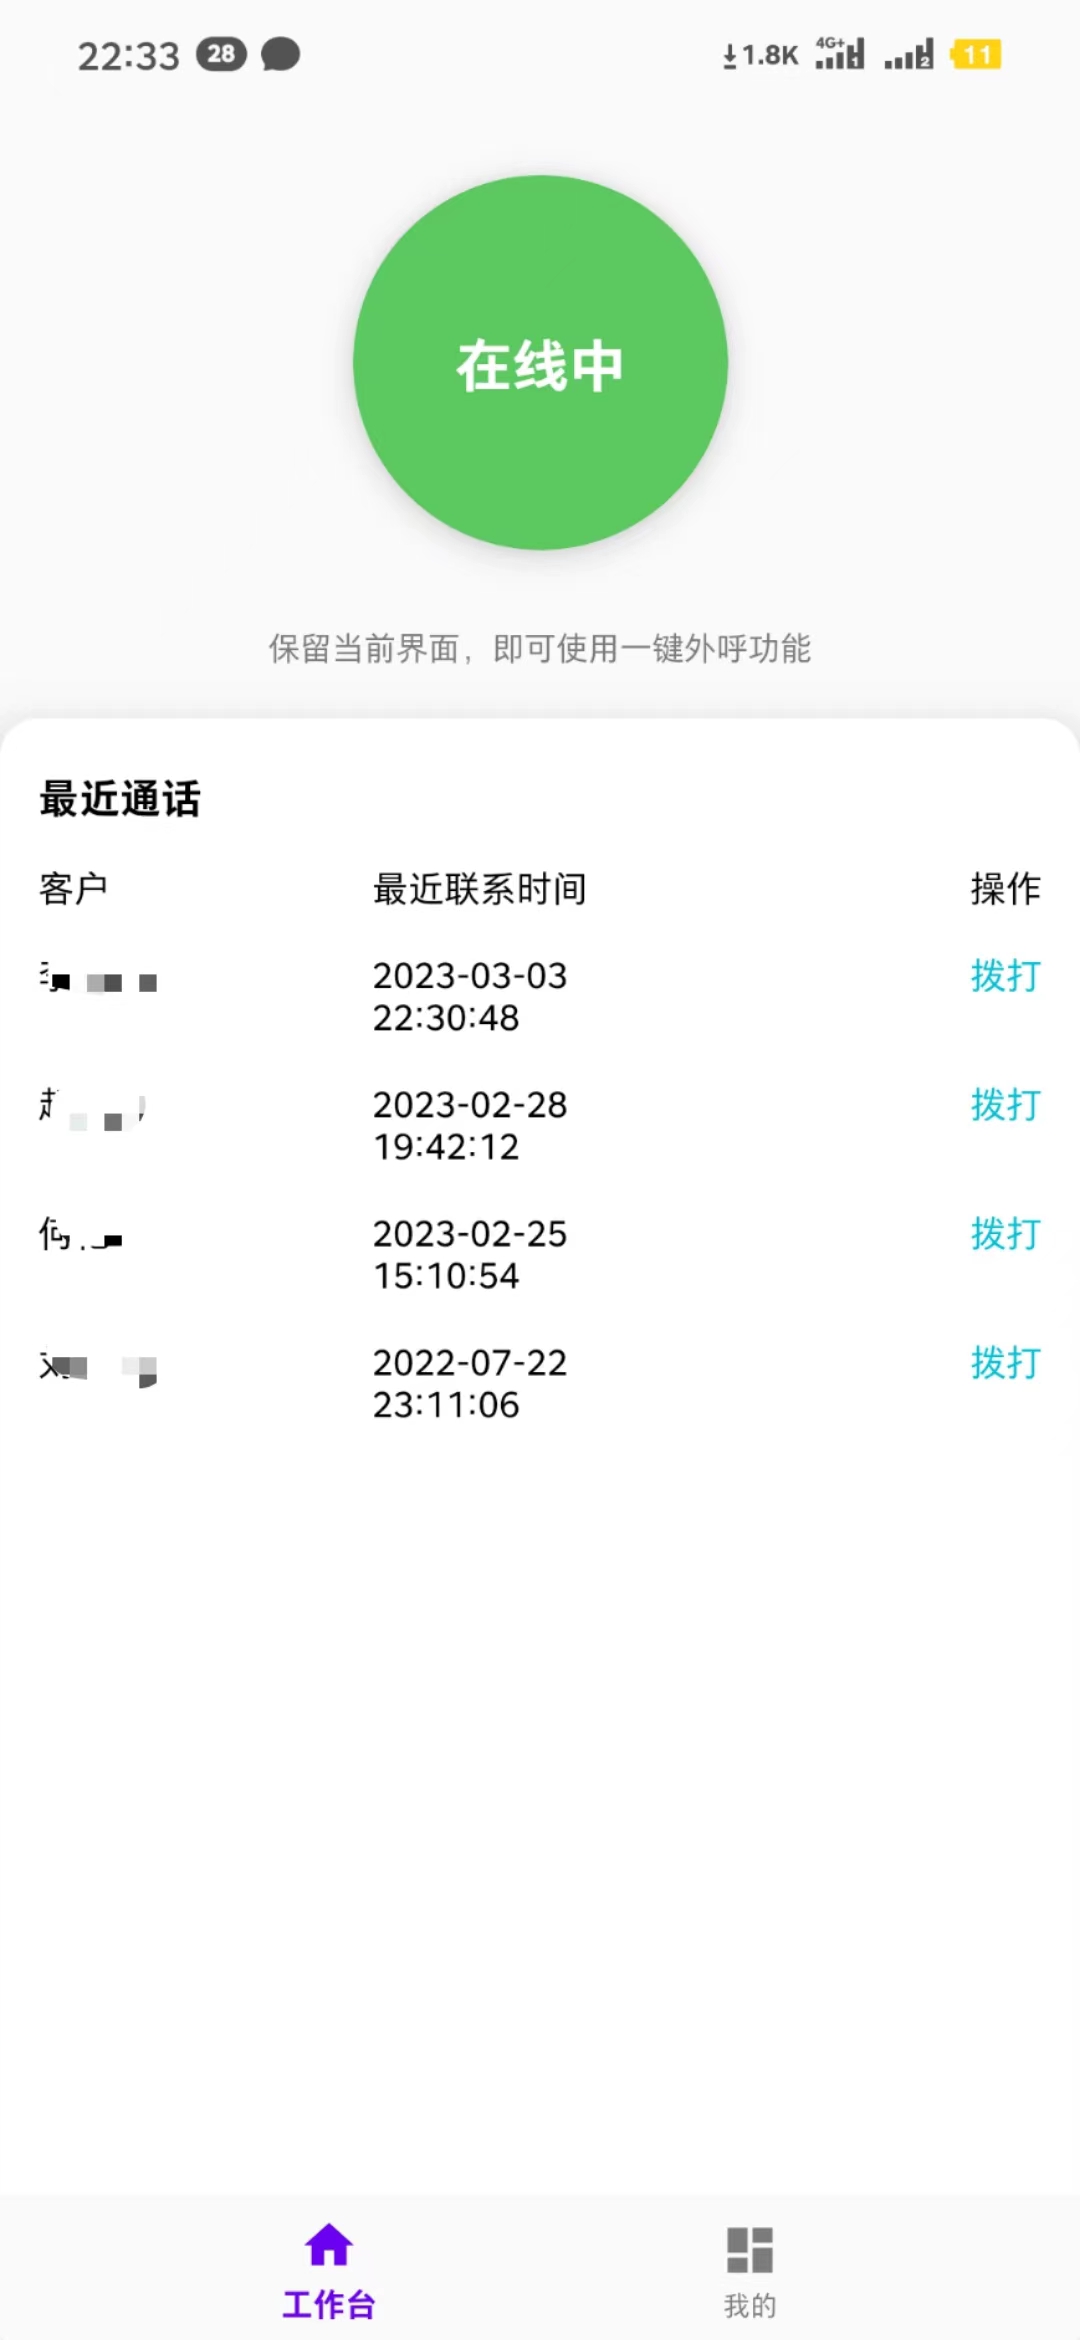 22:33 28 1.8K 4G+ 1 2 11
在线中
保留当前界面，即可使用一键外呼功能
最近通话
客户 最近联系时间 操作
2023-03-03 拨打
22:30:48
2023-02-28 拨打
19:42:12
2023-02-25 拨打
15:10:54
2022-07-22 拨打
23:11:06
工作台 我的